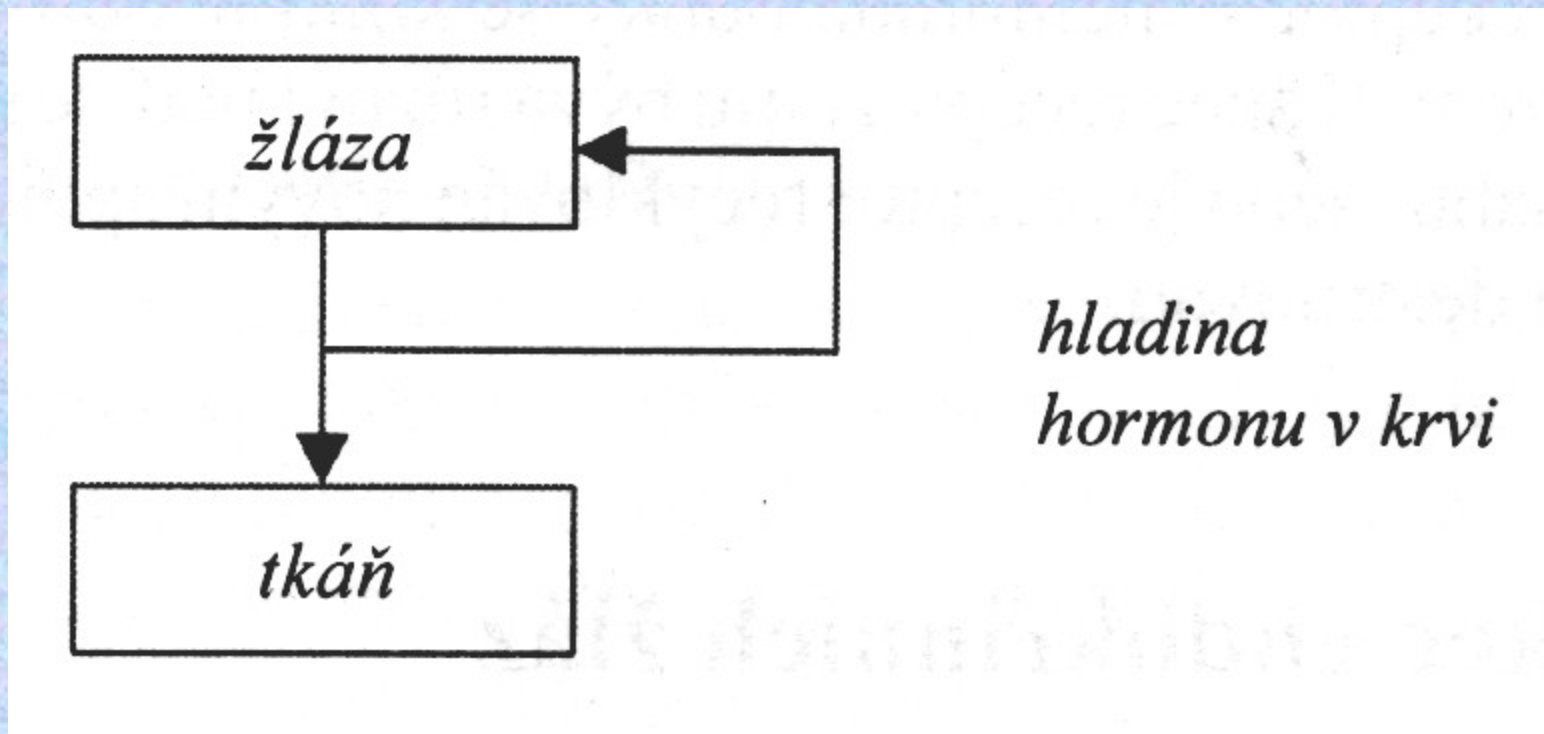 žláza
hladina
hormonu v krvi
tkáň